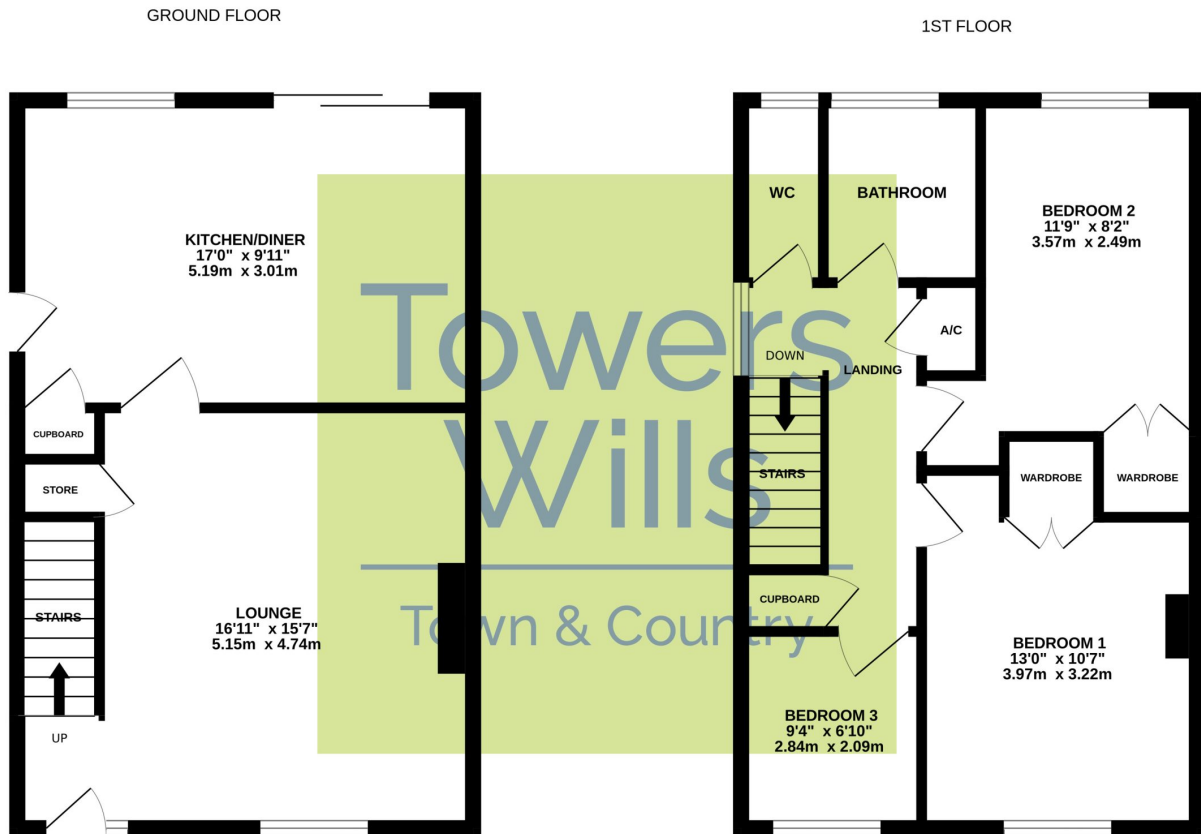 GROUND FLOOR
KITCHEN/DINER
17'0" x 9'11"
5.19m x 3.01m
CUPBOARD
STORE
STAIRS
UP
LOUNGE
16'11" x 15'7"
5.15m x 4.74m
1ST FLOOR
WC
BATHROOM
BEDROOM 2
11'9" x 8'2"
3.57m x 2.49m
A/C
DOWN
LANDING
STAIRS
WARDROBE
WARDROBE
CUPBOARD
BEDROOM 1
13'0" x 10'7"
3.97m x 3.22m
BEDROOM 3
9'4" x 6'10"
2.84m x 2.09m
Towers
Wills
Town & Country